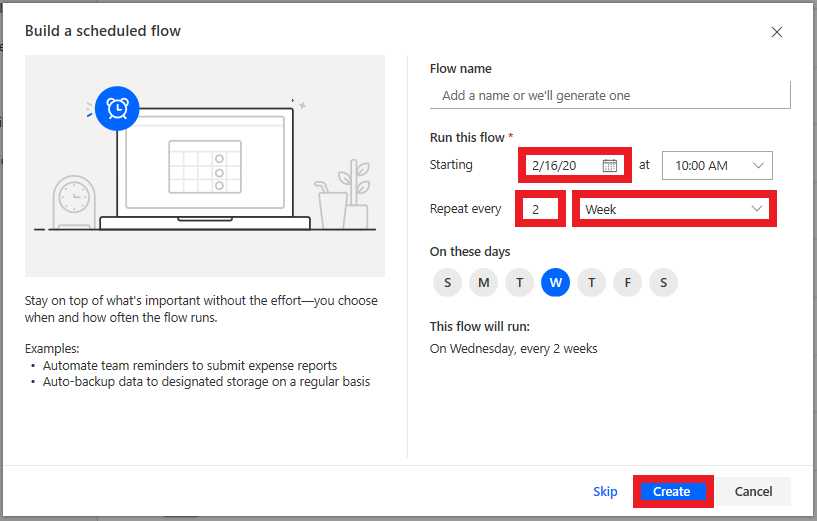 Build a scheduled flow
Stay on top of what's important without the effort—you choose
when and how often the flow runs.
Examples:
• Automate team reminders to submit expense reports
• Auto-backup data to designated storage on a regular basis
Flow name
Add a name or we'll generate one
Run this flow *
Starting 2/16/20 at 10:00 AM
Repeat every 2 Week
On these days
S M T W T F S
This flow will run:
On Wednesday, every 2 weeks
Skip Create Cancel